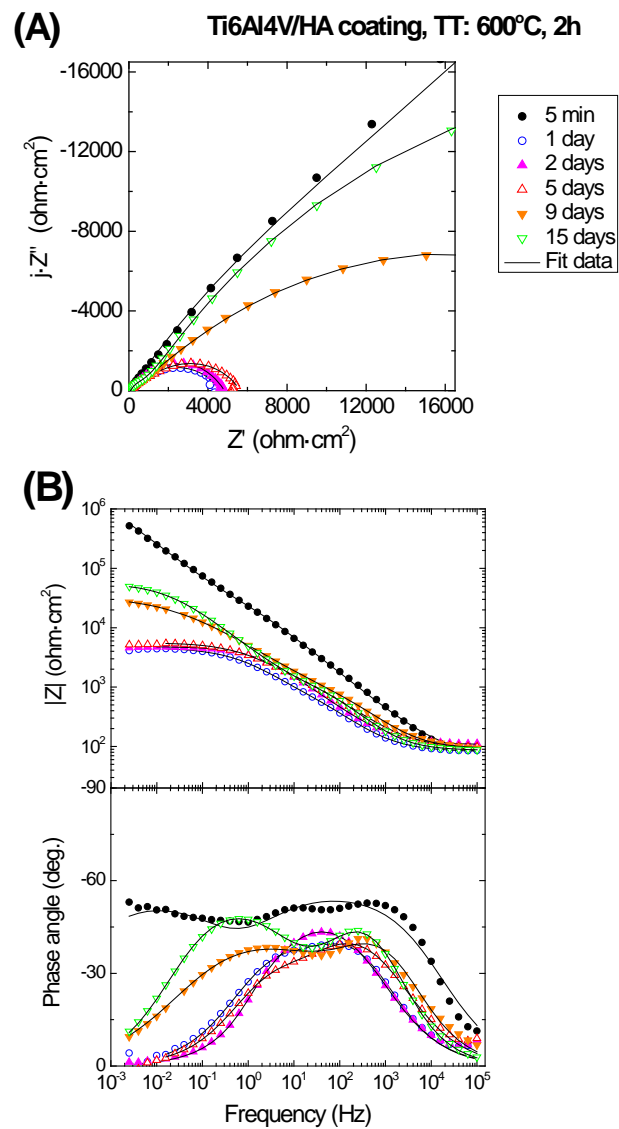 (A) Ti6Al4V/HA coating, TT: 600°C, 2h
-16000
-12000
-8000
-4000
0
j·Z'' (ohm·cm²)
0 4000 8000 12000 16000
Z' (ohm·cm²)
5 min
1 day
2 days
5 days
9 days
15 days
Fit data
(B)
10⁶
10⁵
10⁴
10³
10²
|Z| (ohm·cm²)
-90
-60
-30
0
Phase angle (deg.)
10⁻³ 10⁻² 10⁻¹ 10⁰ 10¹ 10² 10³ 10⁴ 10⁵
Frequency (Hz)